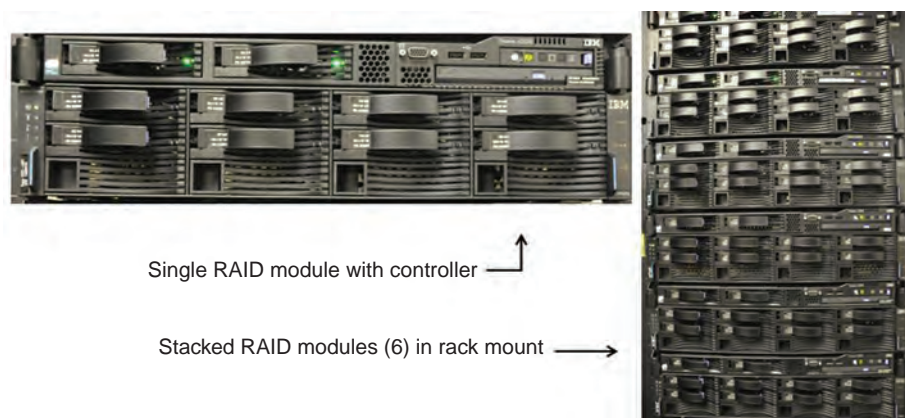 IBM
IBM
Single RAID module with controller
Stacked RAID modules (6) in rack mount